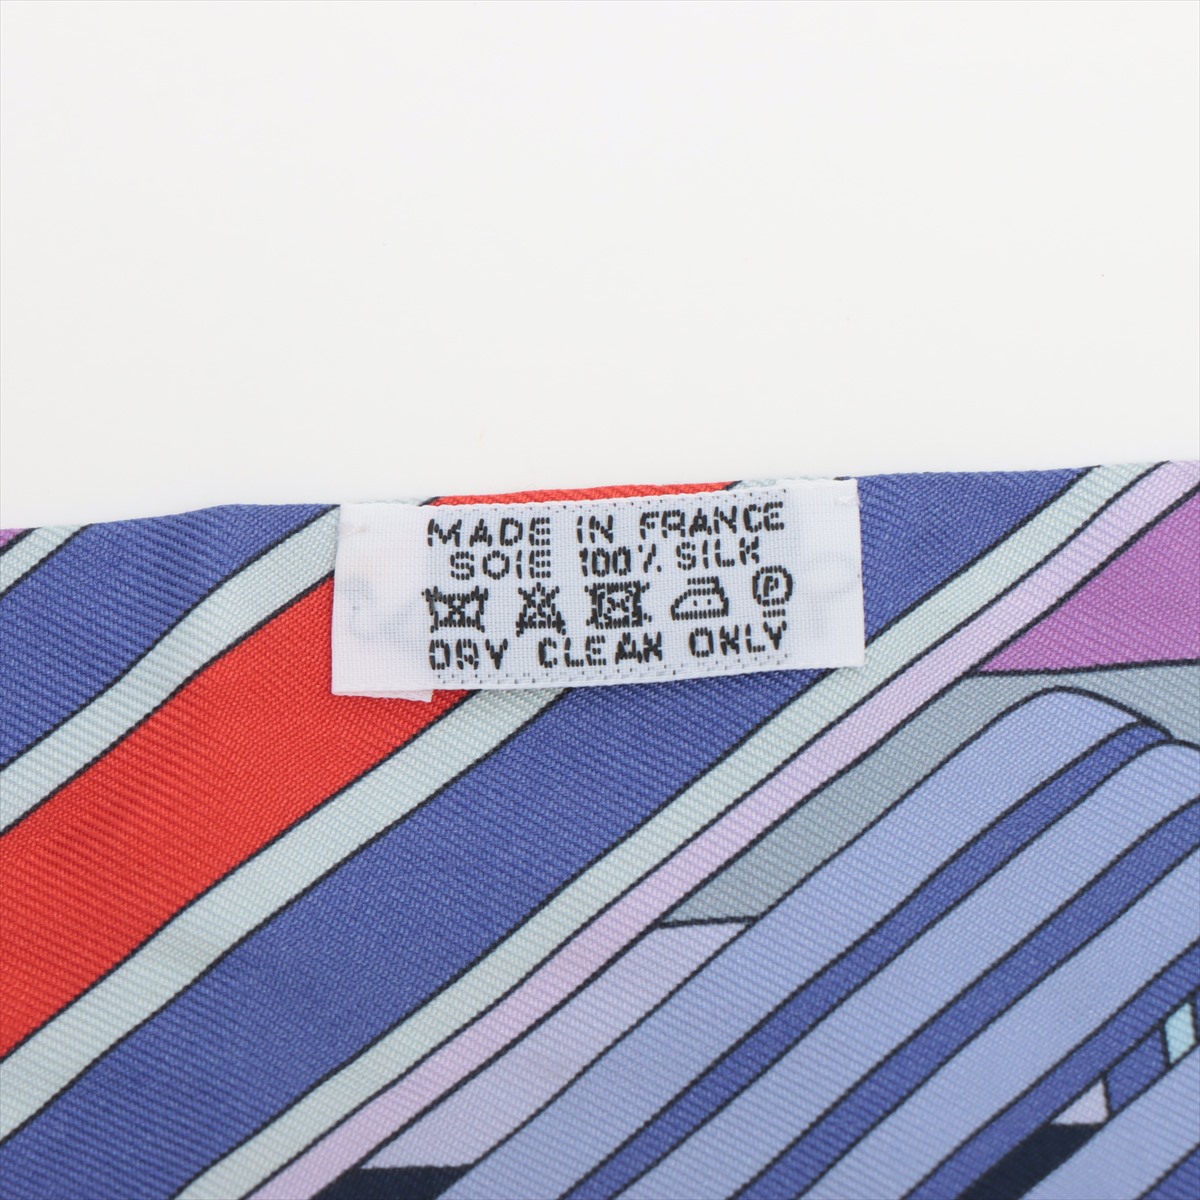 MADE IN FRANCE
SOIE 100% SILK
P
DRY CLEAN ONLY